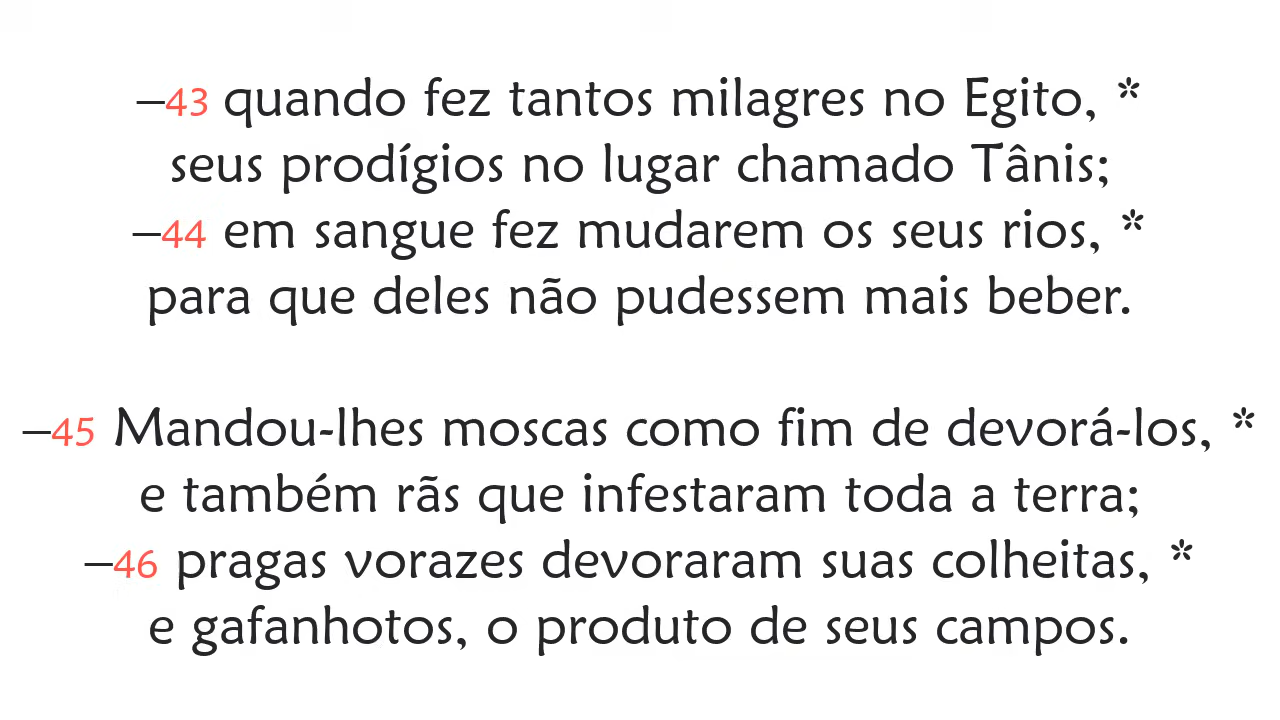 –43 quando fez tantos milagres no Egito, *
seus prodígios no lugar chamado Tânis;
–44 em sangue fez mudarem os seus rios, *
para que deles não pudessem mais beber.
–45 Mandou-lhes moscas como fim de devorá-los, *
e também rãs que infestaram toda a terra;
–46 pragas vorazes devoraram suas colheitas, *
e gafanhotos, o produto de seus campos.